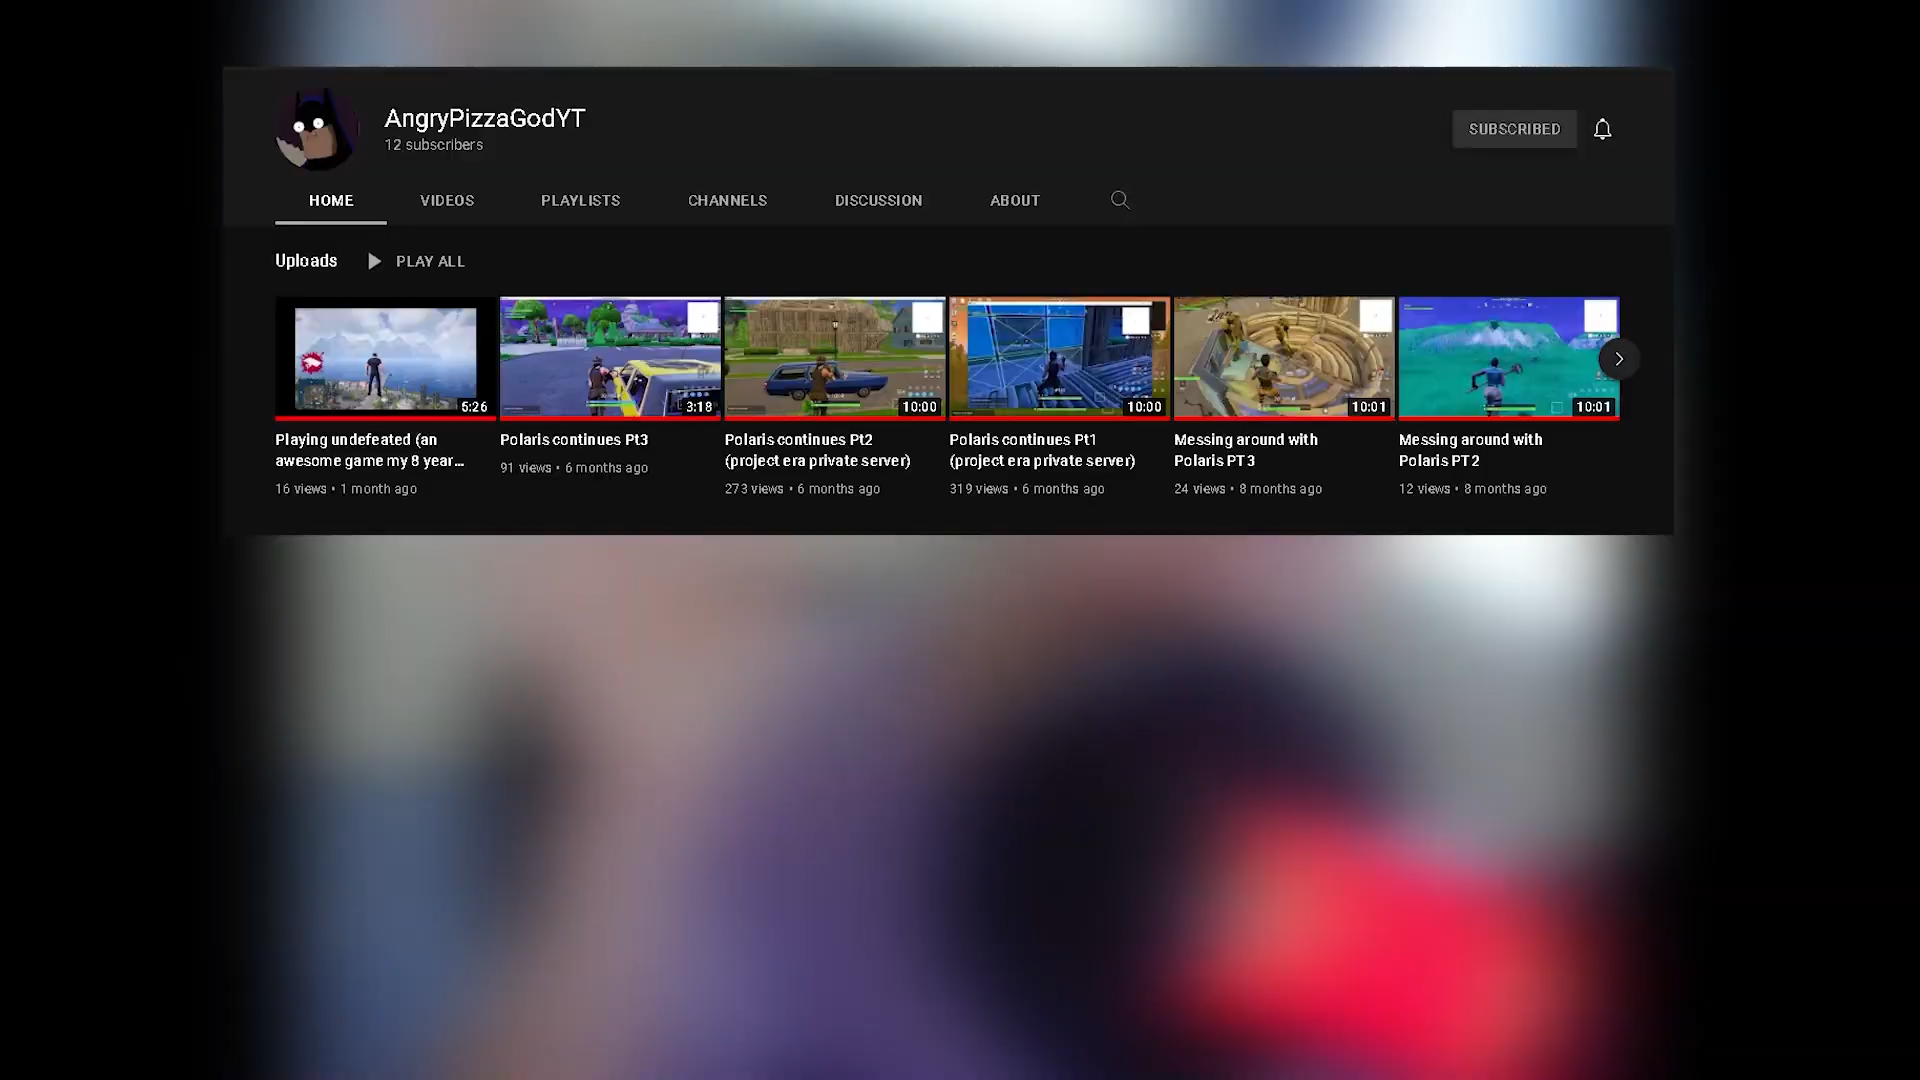 AngryPizzaGodYT
12 subscribers
SUBSCRIBED
HOME
VIDEOS
PLAYLISTS
CHANNELS
DISCUSSION
ABOUT
Uploads
PLAY ALL
5:26
3:18
10:00
10:00
10:01
10:01
Playing undefeated (an
awesome game my 8 year...
16 views • 1 month ago
Polaris continues Pt3
91 views • 6 months ago
Polaris continues Pt2
(project era private server)
273 views • 6 months ago
Polaris continues Pt1
(project era private server)
319 views • 6 months ago
Messing around with
Polaris PT3
24 views • 8 months ago
Messing around with
Polaris PT2
12 views • 8 months ago